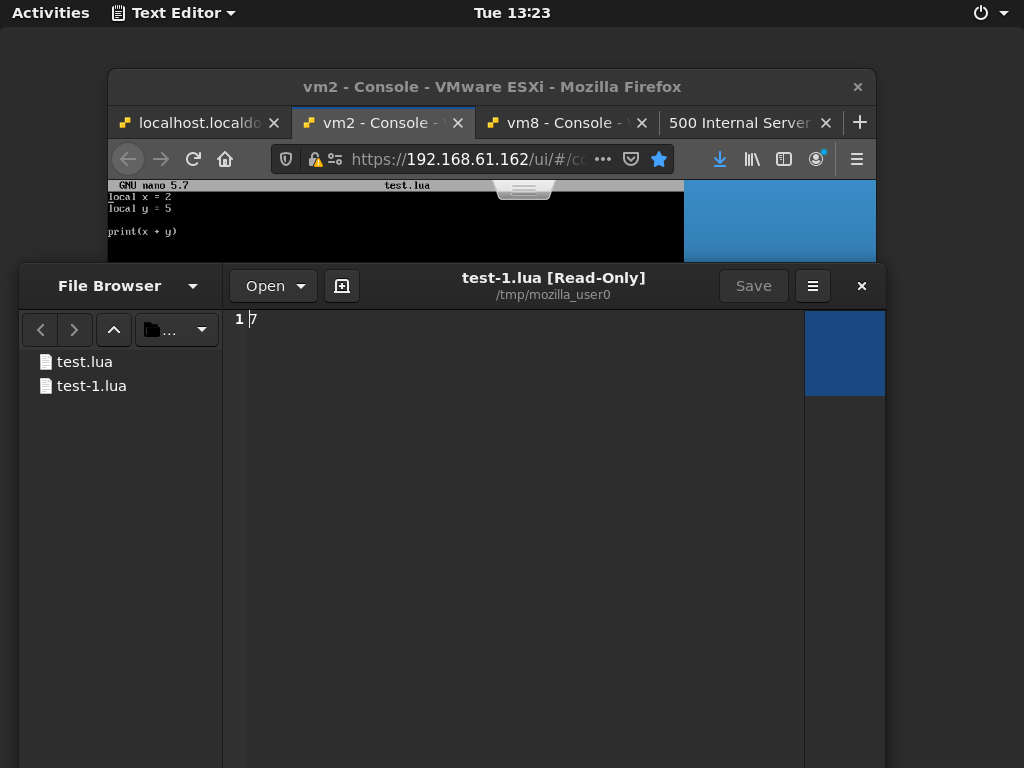 Activities Text Editor Tue 13:23
vm2 - Console - VMware ESXi - Mozilla Firefox
localhost.localdo vm2 - Console - vm8 - Console - 500 Internal Server
https://192.168.61.162/ui/#/co
GNU nano 5.7 test.lua
local x = 2
local y = 5
print(x + y)
File Browser Open test-1.lua [Read-Only] Save
/tmp/mozilla_user0
...
1 7
test.lua
test-1.lua